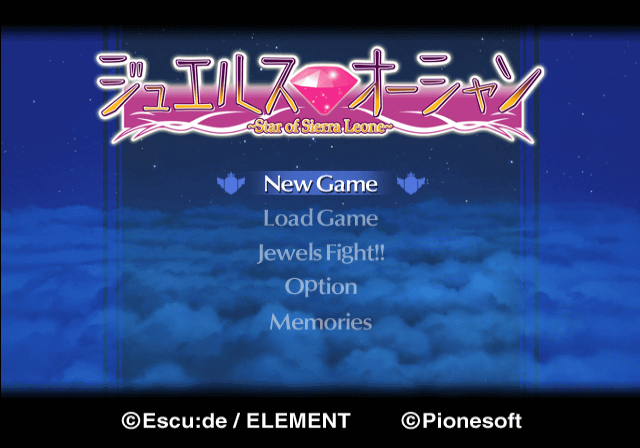 ジュエルスオーシャン
~Star of Sierra Leone~
New Game
Load Game
Jewels Fight!!
Option
Memories
©Escu:de / ELEMENT ©Pionesoft